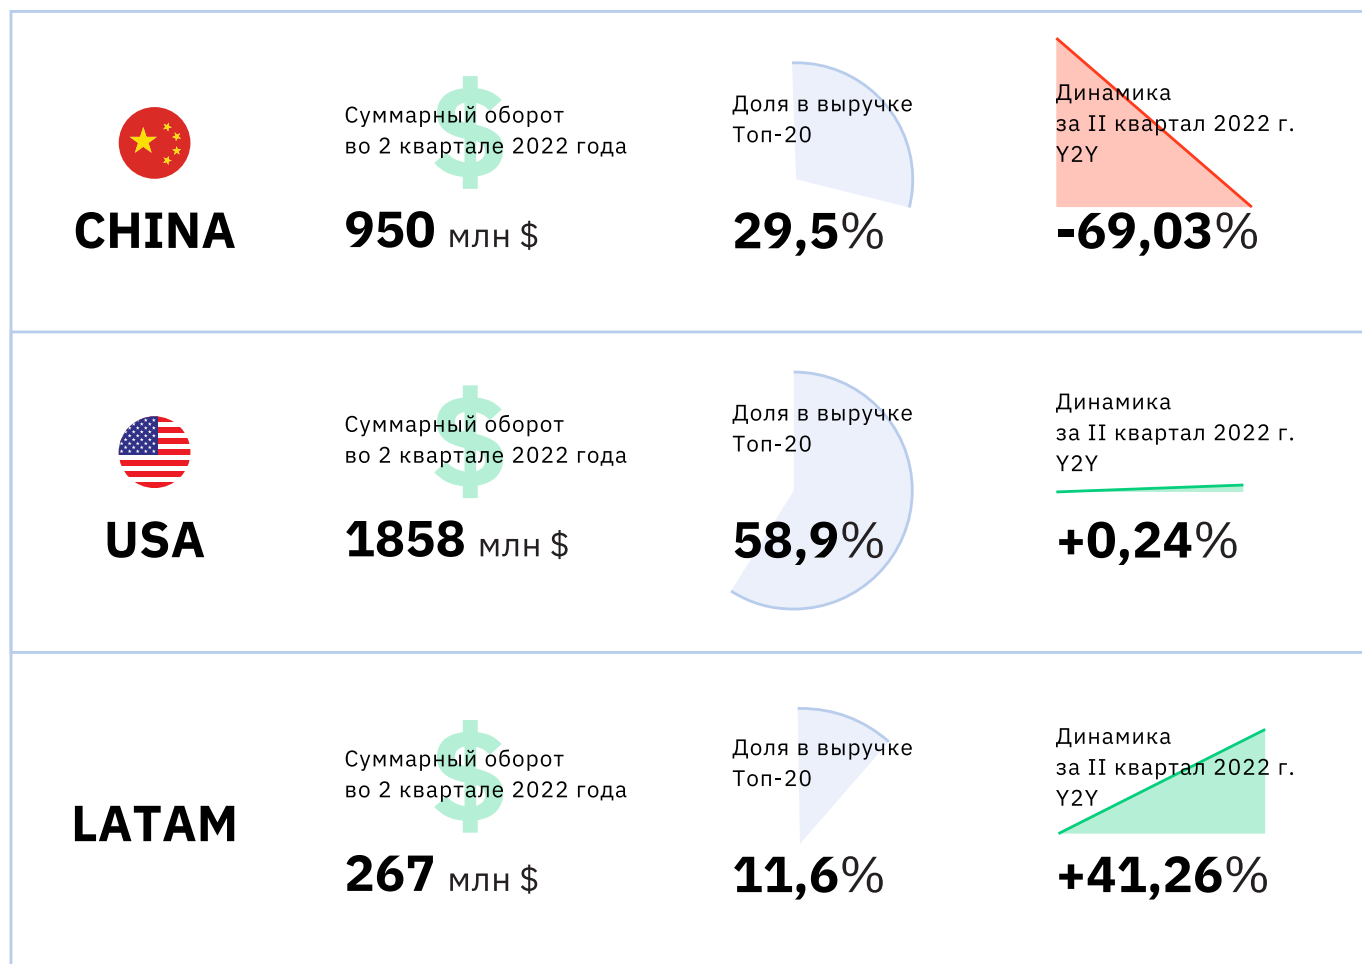 CHINA
Суммарный оборот
во 2 квартале 2022 года
950 млн $
Доля в выручке
Топ-20
29,5%
Динамика
за II квартал 2022 г.
Y2Y
-69,03%
USA
Суммарный оборот
во 2 квартале 2022 года
1858 млн $
Доля в выручке
Топ-20
58,9%
Динамика
за II квартал 2022 г.
Y2Y
+0,24%
LATAM
Суммарный оборот
во 2 квартале 2022 года
267 млн $
Доля в выручке
Топ-20
11,6%
Динамика
за II квартал 2022 г.
Y2Y
+41,26%